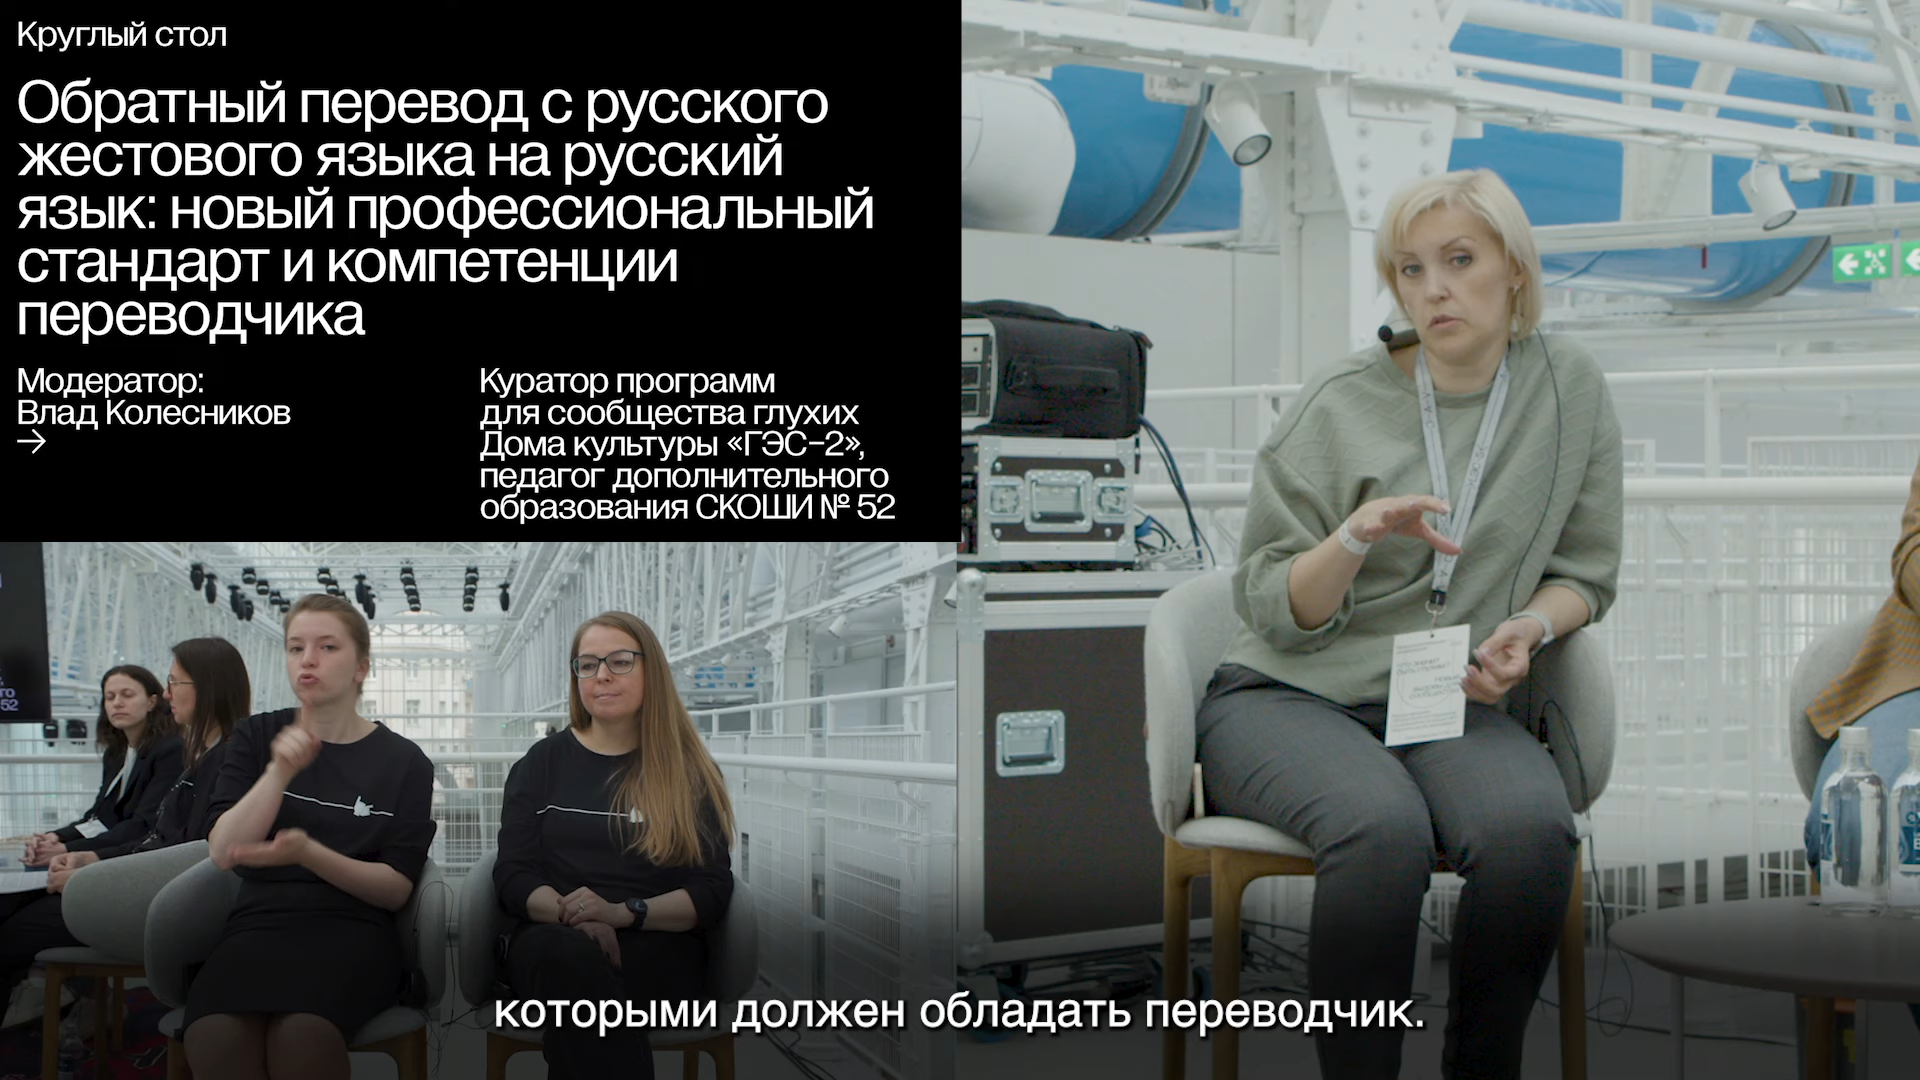 Круглый стол
Обратный перевод с русского
жестового языка на русский
язык: новый профессиональный
стандарт и компетенции
переводчика
Модератор:
Влад Колесников
→
Куратор программ
для сообщества глухих
Дома культуры «ГЭС-2»,
педагог дополнительного
образования СКОШИ № 52
52
которыми должен обладать переводчик.